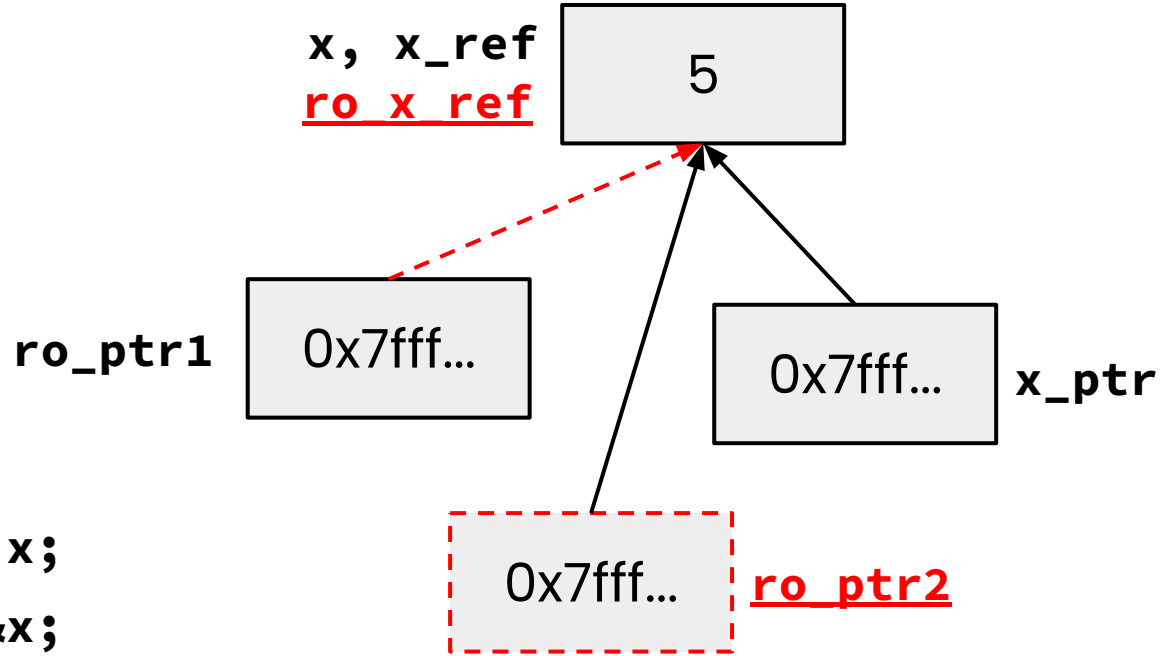 x, x_ref
ro_x_ref
5
ro_ptr1
0x7fff...
0x7fff...
x_ptr
x;
&x;
0x7fff...
ro_ptr2